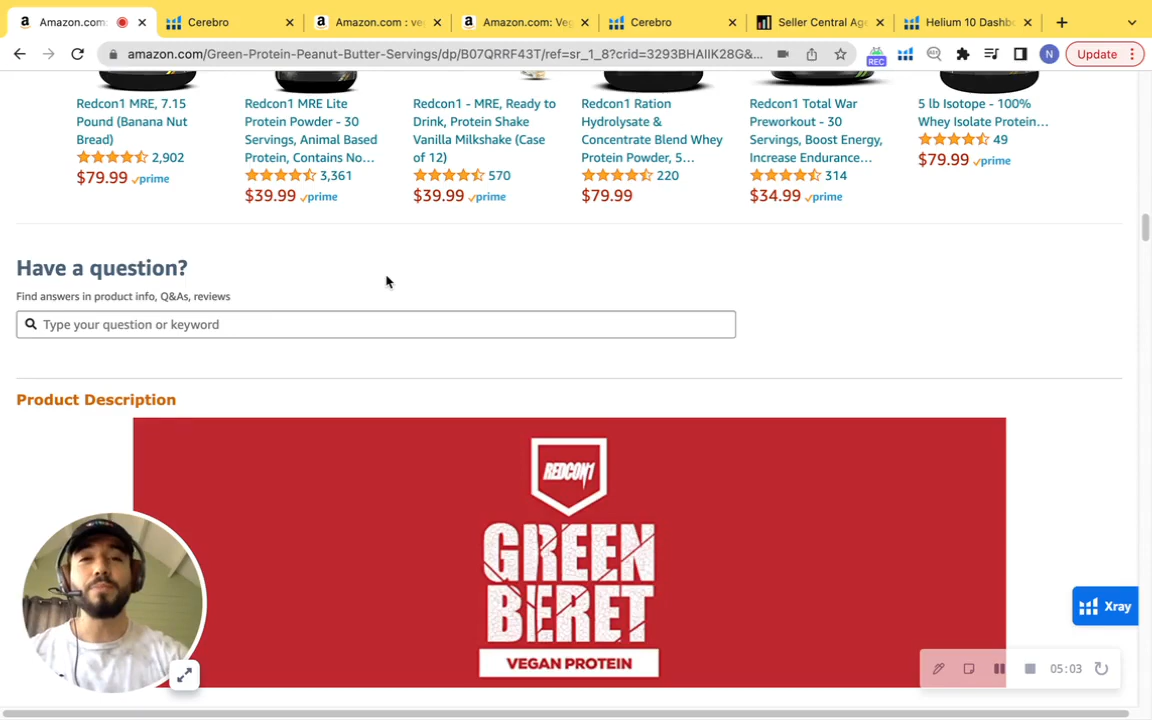 Amazon.com:
Cerebro
Amazon.com : ve
Amazon.com: Veg
Cerebro
Seller Central Age
Helium 10 Dashbo
amazon.com/Green-Protein-Peanut-Butter-Servings/dp/B07QRRF43T/ref=sr_1_8?crid=3293BHAIIK28G&...
REC
N
Update
Redcon1 MRE, 7.15
Pound (Banana Nut
Bread)
2,902
$79.99 prime
Redcon1 MRE Lite
Protein Powder - 30
Servings, Animal Based
Protein, Contains No...
3,361
$39.99 prime
Redcon1 - MRE, Ready to
Drink, Protein Shake
Vanilla Milkshake (Case
of 12)
570
$39.99 prime
Redcon1 Ration
Hydrolysate &
Concentrate Blend Whey
Protein Powder, 5...
220
$79.99
Redcon1 Total War
Preworkout - 30
Servings, Boost Energy,
Increase Endurance...
314
$34.99 prime
5 lb Isotope - 100%
Whey Isolate Protein...
49
$79.99 prime
Have a question?
Find answers in product info, Q&As, reviews
Type your question or keyword
Product Description
REDCON1
GREEN
BERET
VEGAN PROTEIN
Xray
05:03